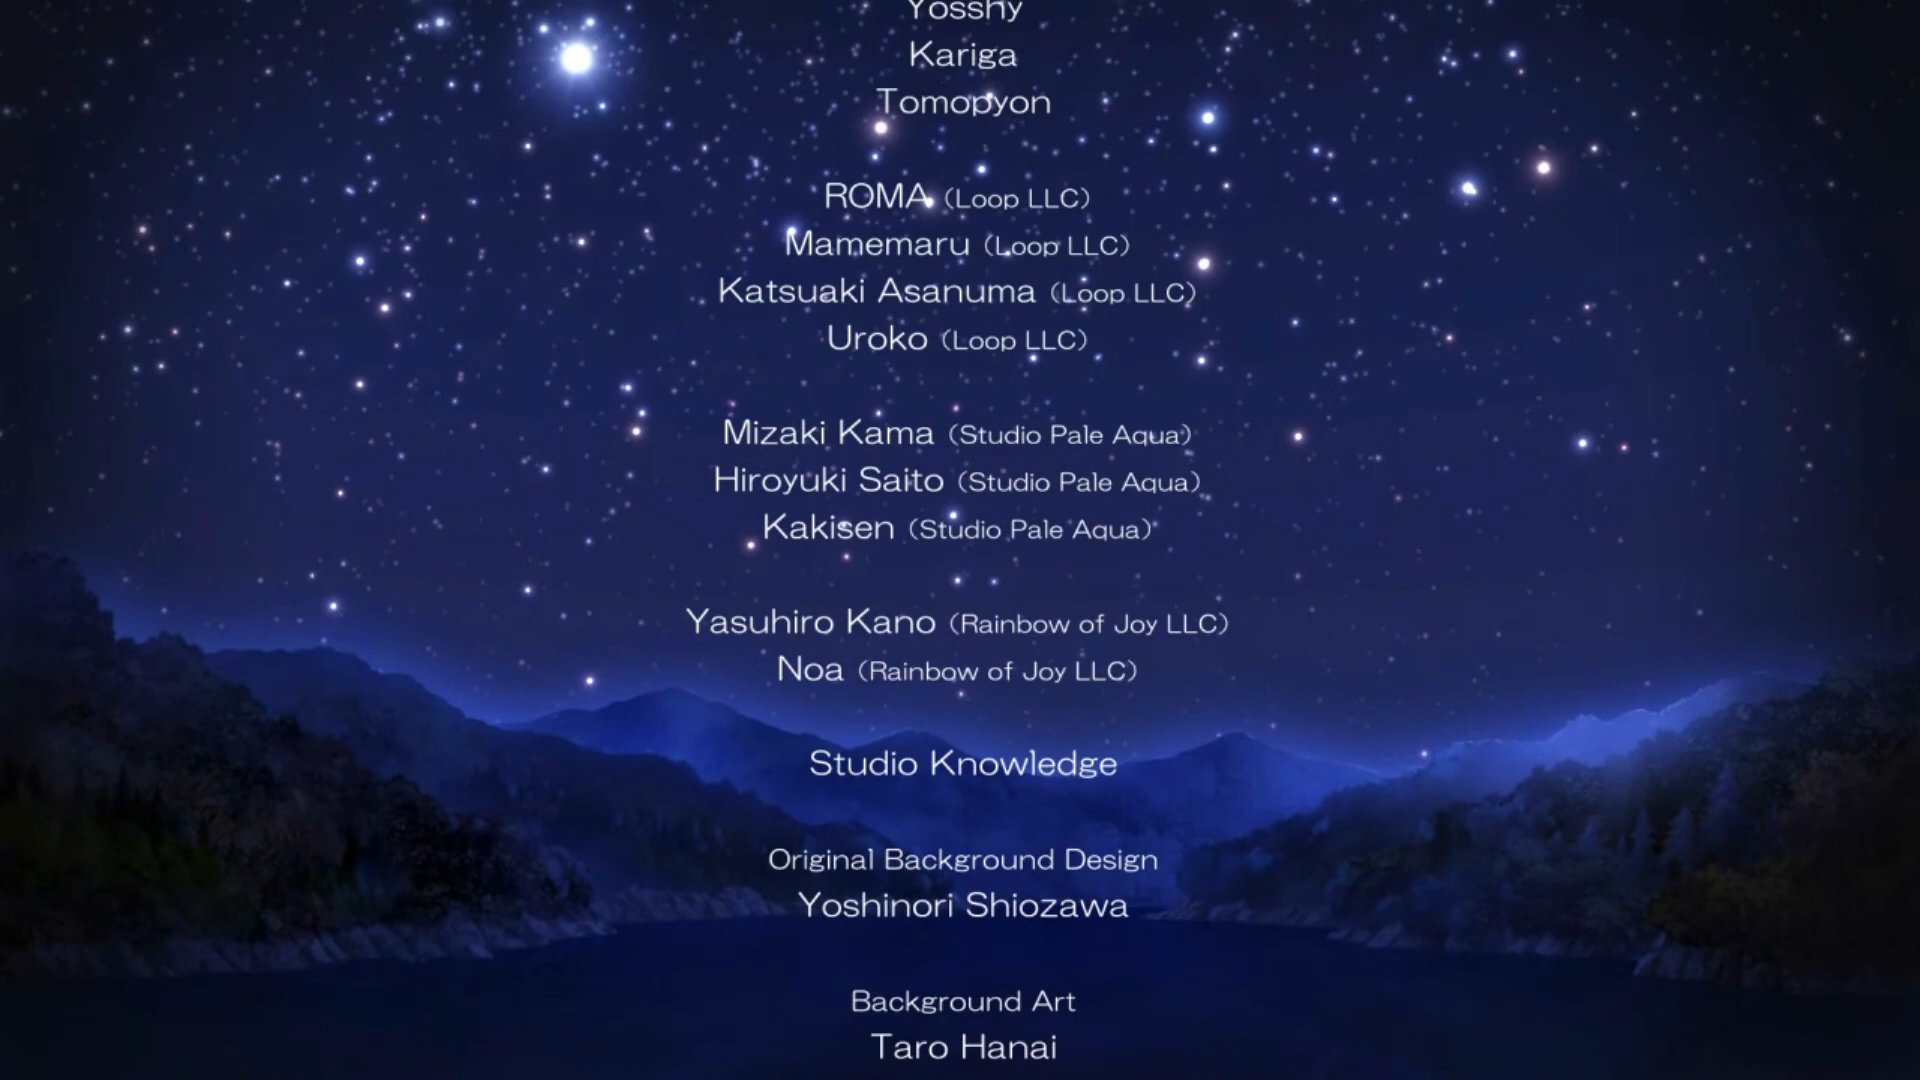 Yosshy
Kariga
Tomopyon
ROMA (Loop LLC)
Mamemaru (Loop LLC)
Katsuaki Asanuma (Loop LLC)
Uroko (Loop LLC)
Mizaki Kama (Studio Pale Aqua)
Hiroyuki Saito (Studio Pale Aqua)
Kakisen (Studio Pale Aqua)
Yasuhiro Kano (Rainbow of Joy LLC)
Noa (Rainbow of Joy LLC)
Studio Knowledge
Original Background Design
Yoshinori Shiozawa
Background Art
Taro Hanai